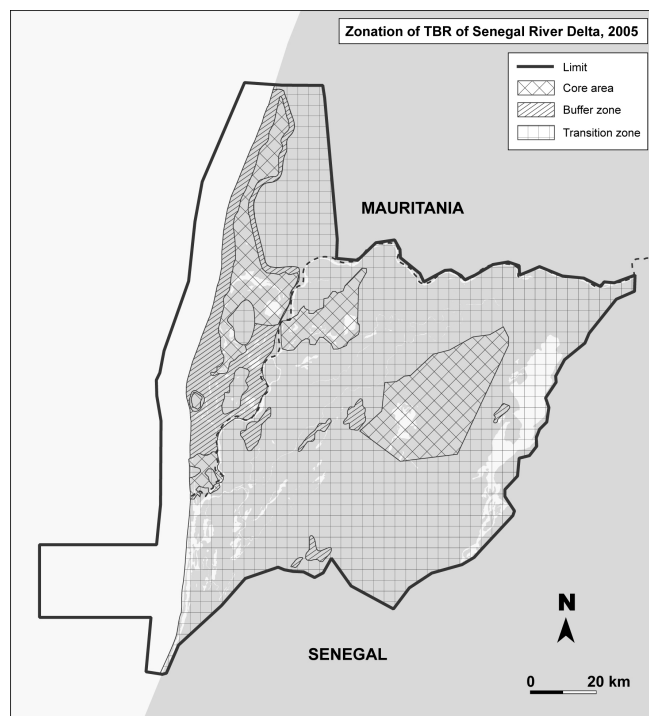 Zonation of TBR of Senegal River Delta, 2005
Limit
Core area
Buffer zone
Transition zone
MAURITANIA
SENEGAL
N
0 20 km